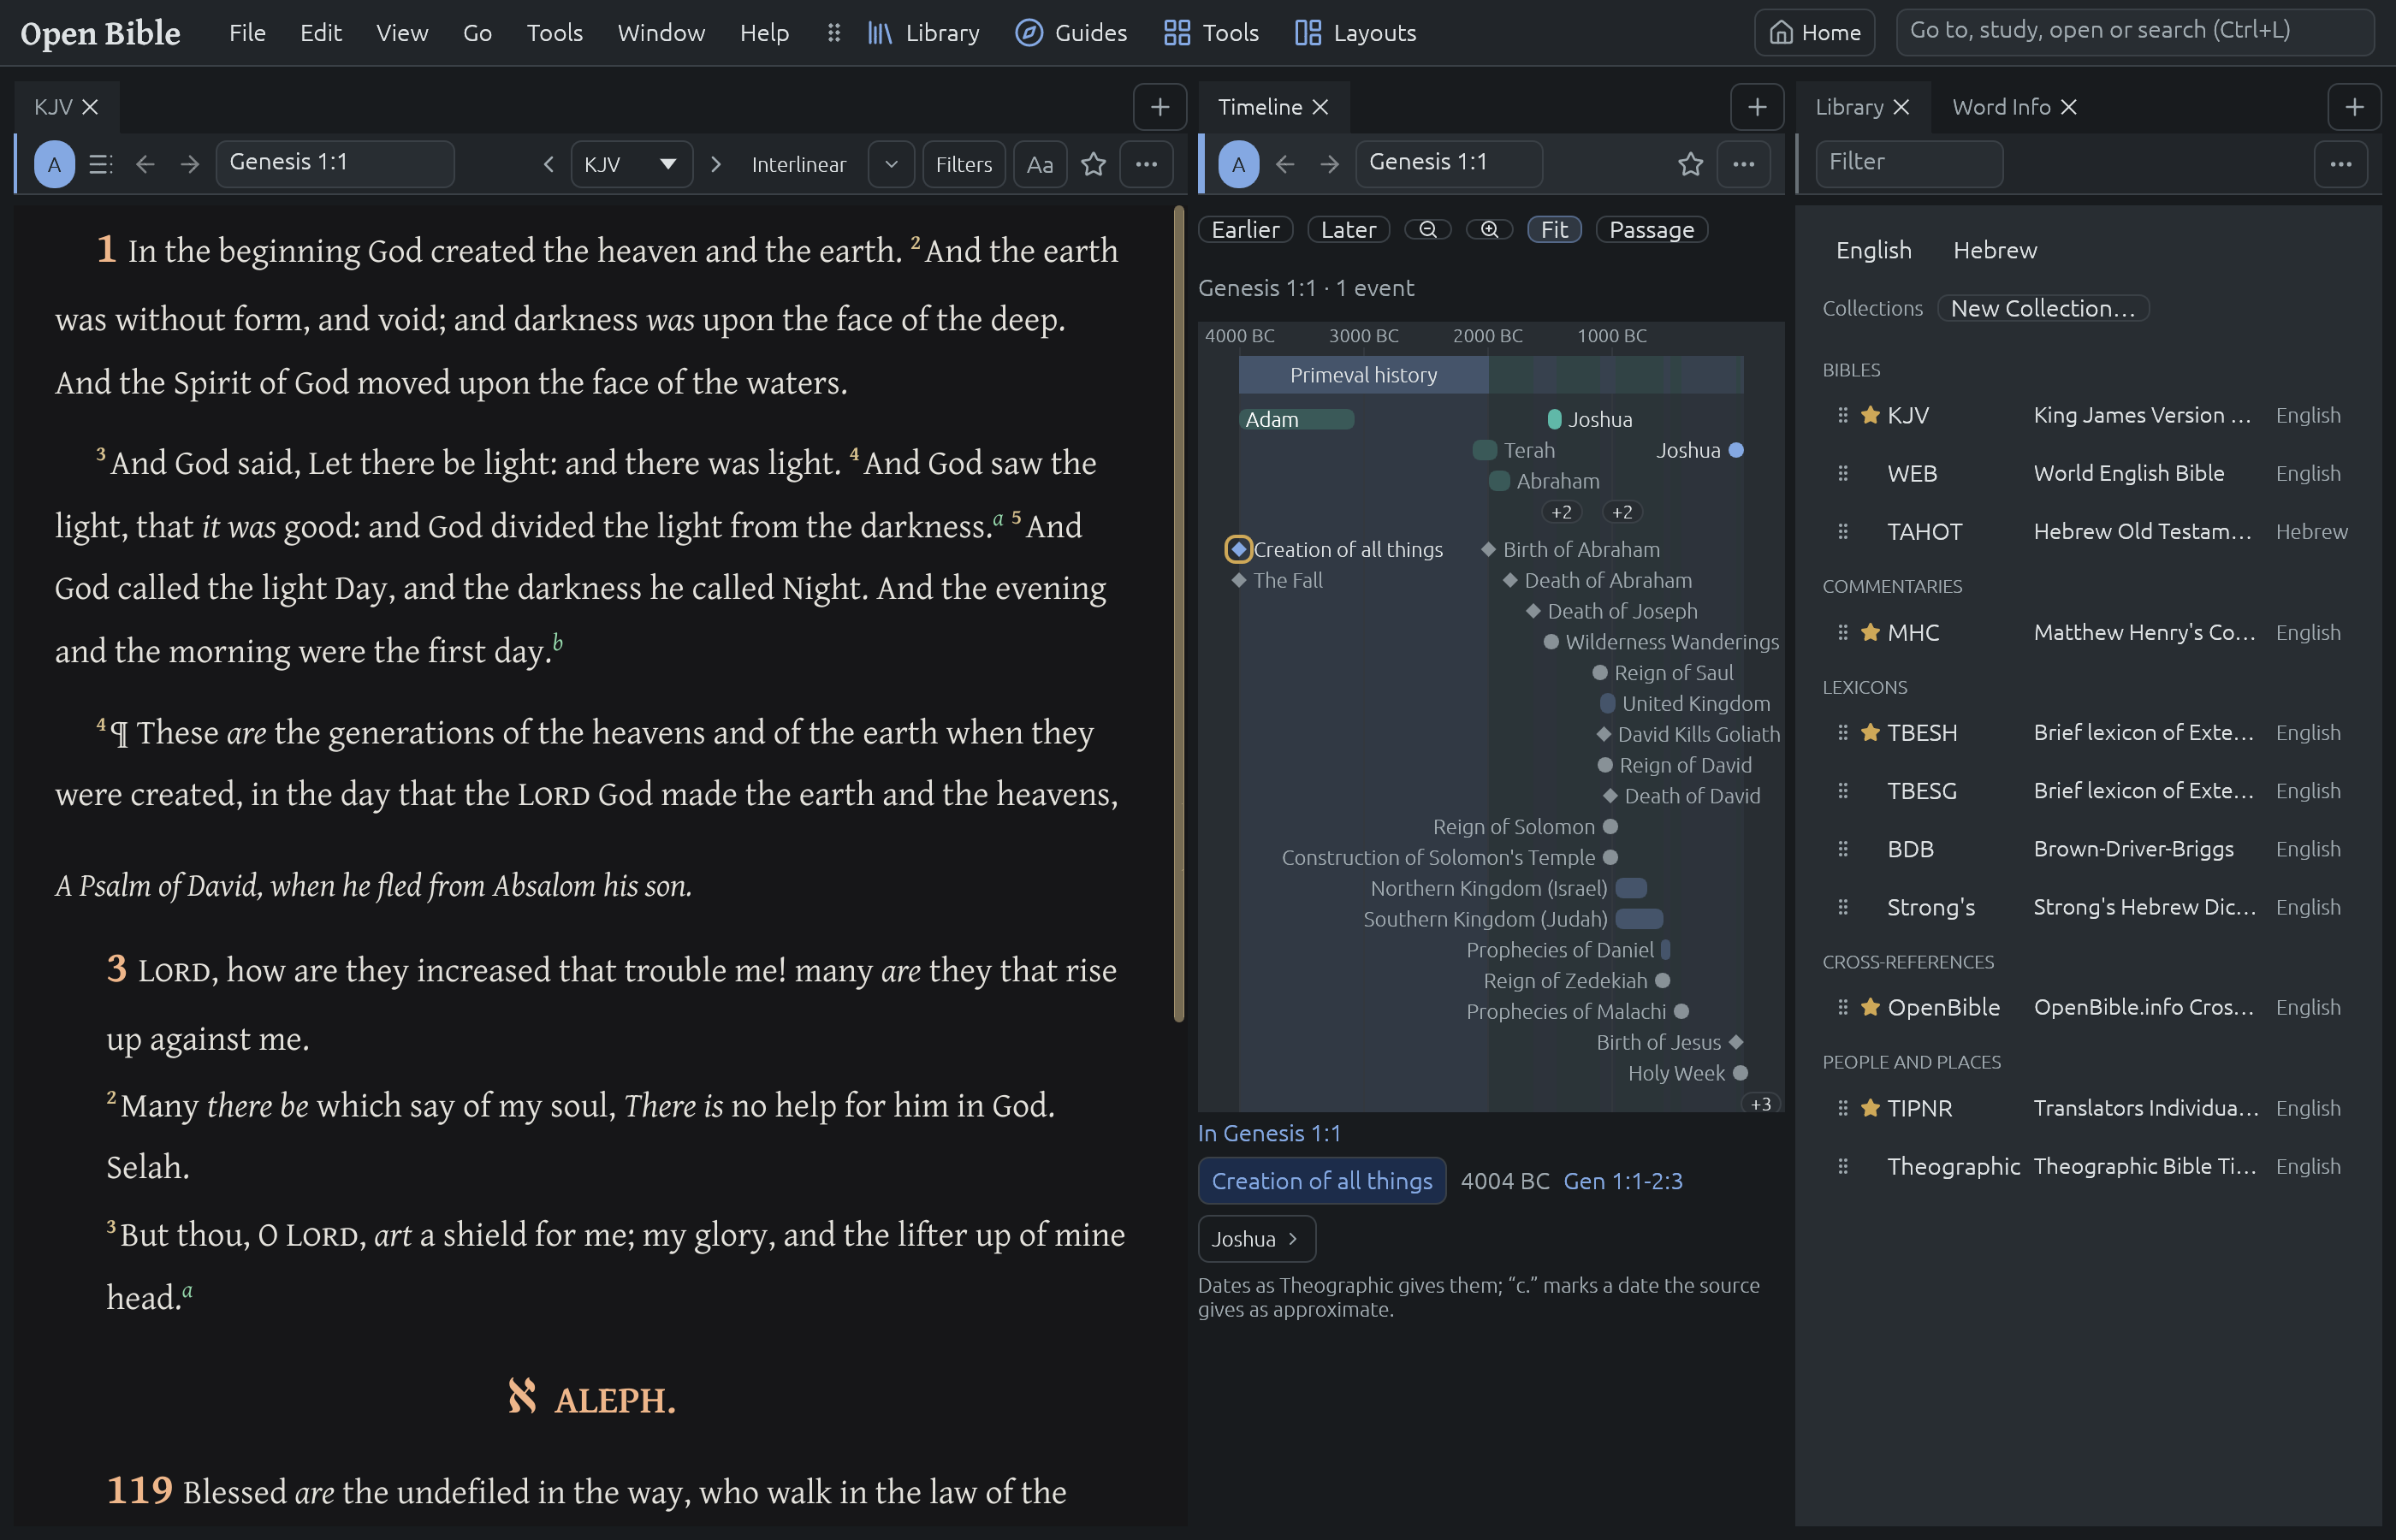 Open Bible File Edit View Go Tools Window Help Library Guides Tools Layouts Home Go to, study, open or search (Ctrl+L)
KJV
A Genesis 1:1 KJV Interlinear Filters Aa
1 In the beginning God created the heaven and the earth. 2 And the earth
was without form, and void; and darkness was upon the face of the deep.
And the Spirit of God moved upon the face of the waters.
3 And God said, Let there be light: and there was light. 4 And God saw the
light, that it was good: and God divided the light from the darkness.a 5 And
God called the light Day, and the darkness he called Night. And the evening
and the morning were the first day.b
4 ¶ These are the generations of the heavens and of the earth when they
were created, in the day that the LORD God made the earth and the heavens,
A Psalm of David, when he fled from Absalom his son.
3 LORD, how are they increased that trouble me! many are they that rise
up against me.
2 Many there be which say of my soul, There is no help for him in God.
Selah.
3 But thou, O LORD, art a shield for me; my glory, and the lifter up of mine
head.a
א ALEPH.
119 Blessed are the undefiled in the way, who walk in the law of the
Timeline
A Genesis 1:1
Earlier Later Fit Passage
Genesis 1:1 · 1 event
4000 BC 3000 BC 2000 BC 1000 BC
Primeval history
Adam Joshua
Terah Joshua
Abraham
+2 +2
Creation of all things Birth of Abraham
The Fall Death of Abraham
Death of Joseph
Wilderness Wanderings
Reign of Saul
United Kingdom
David Kills Goliath
Reign of David
Death of David
Reign of Solomon
Construction of Solomon's Temple
Northern Kingdom (Israel)
Southern Kingdom (Judah)
Prophecies of Daniel
Reign of Zedekiah
Prophecies of Malachi
Birth of Jesus
Holy Week
+3
In Genesis 1:1
Creation of all things 4004 BC Gen 1:1-2:3
Joshua
Dates as Theographic gives them; “c.” marks a date the source
gives as approximate.
Library Word Info
Filter
English Hebrew
Collections New Collection...
BIBLES
KJV King James Version ... English
WEB World English Bible English
TAHOT Hebrew Old Testam... Hebrew
COMMENTARIES
MHC Matthew Henry's Co... English
LEXICONS
TBESH Brief lexicon of Exte... English
TBESG Brief lexicon of Exte... English
BDB Brown-Driver-Briggs English
Strong's Strong's Hebrew Dic... English
CROSS-REFERENCES
OpenBible OpenBible.info Cros... English
PEOPLE AND PLACES
TIPNR Translators Individua... English
Theographic Theographic Bible Ti... English